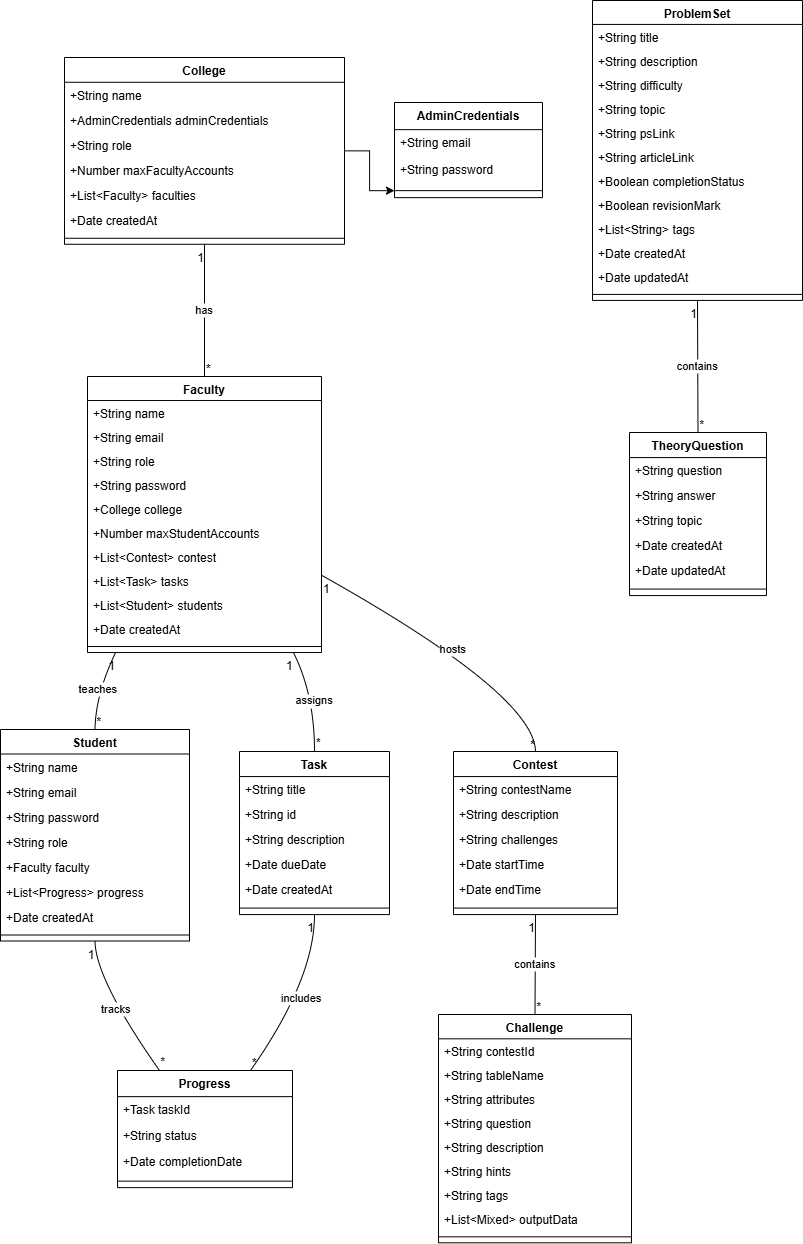 College
+String name
+AdminCredentials adminCredentials
+String role
+Number maxFacultyAccounts
+List<Faculty> faculties
+Date createdAt
AdminCredentials
+String email
+String password
ProblemSet
+String title
+String description
+String difficulty
+String topic
+String psLink
+String articleLink
+Boolean completionStatus
+Boolean revisionMark
+List<String> tags
+Date createdAt
+Date updatedAt
1
has
*
1
contains
*
Faculty
+String name
+String email
+String role
+String password
+College college
+Number maxStudentAccounts
+List<Contest> contest
+List<Task> tasks
+List<Student> students
+Date createdAt
TheoryQuestion
+String question
+String answer
+String topic
+Date createdAt
+Date updatedAt
1
teaches
*
1
assigns
*
1
hosts
*
Student
+String name
+String email
+String password
+String role
+Faculty faculty
+List<Progress> progress
+Date createdAt
Task
+String title
+String id
+String description
+Date dueDate
+Date createdAt
Contest
+String contestName
+String description
+String challenges
+Date startTime
+Date endTime
1
tracks
*
1
includes
*
1
contains
*
Progress
+Task taskId
+String status
+Date completionDate
Challenge
+String contestId
+String tableName
+String attributes
+String question
+String description
+String hints
+String tags
+List<Mixed> outputData